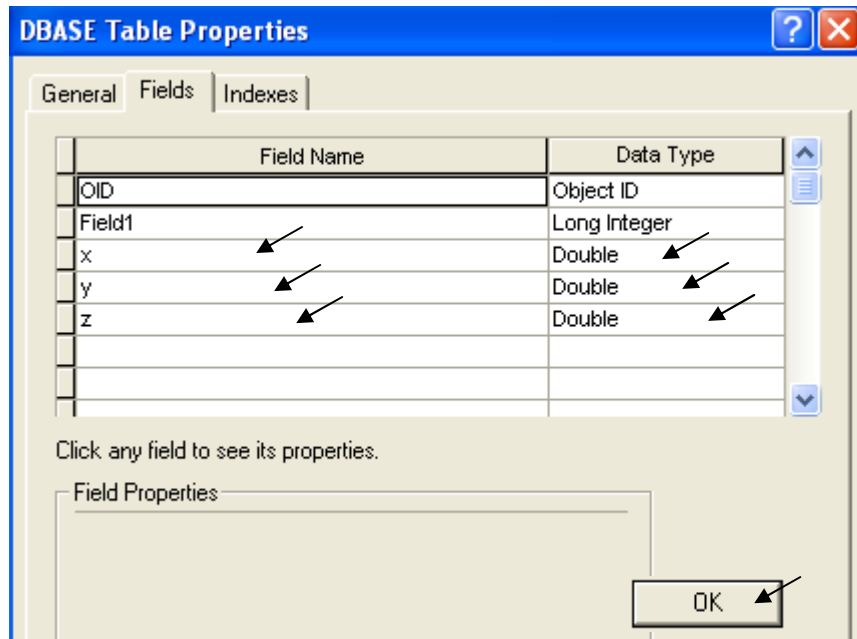 DBASE Table Properties
General Fields Indexes
Field Name Data Type
OID Object ID
Field1 Long Integer
x Double
y Double
z Double
Click any field to see its properties.
Field Properties
OK